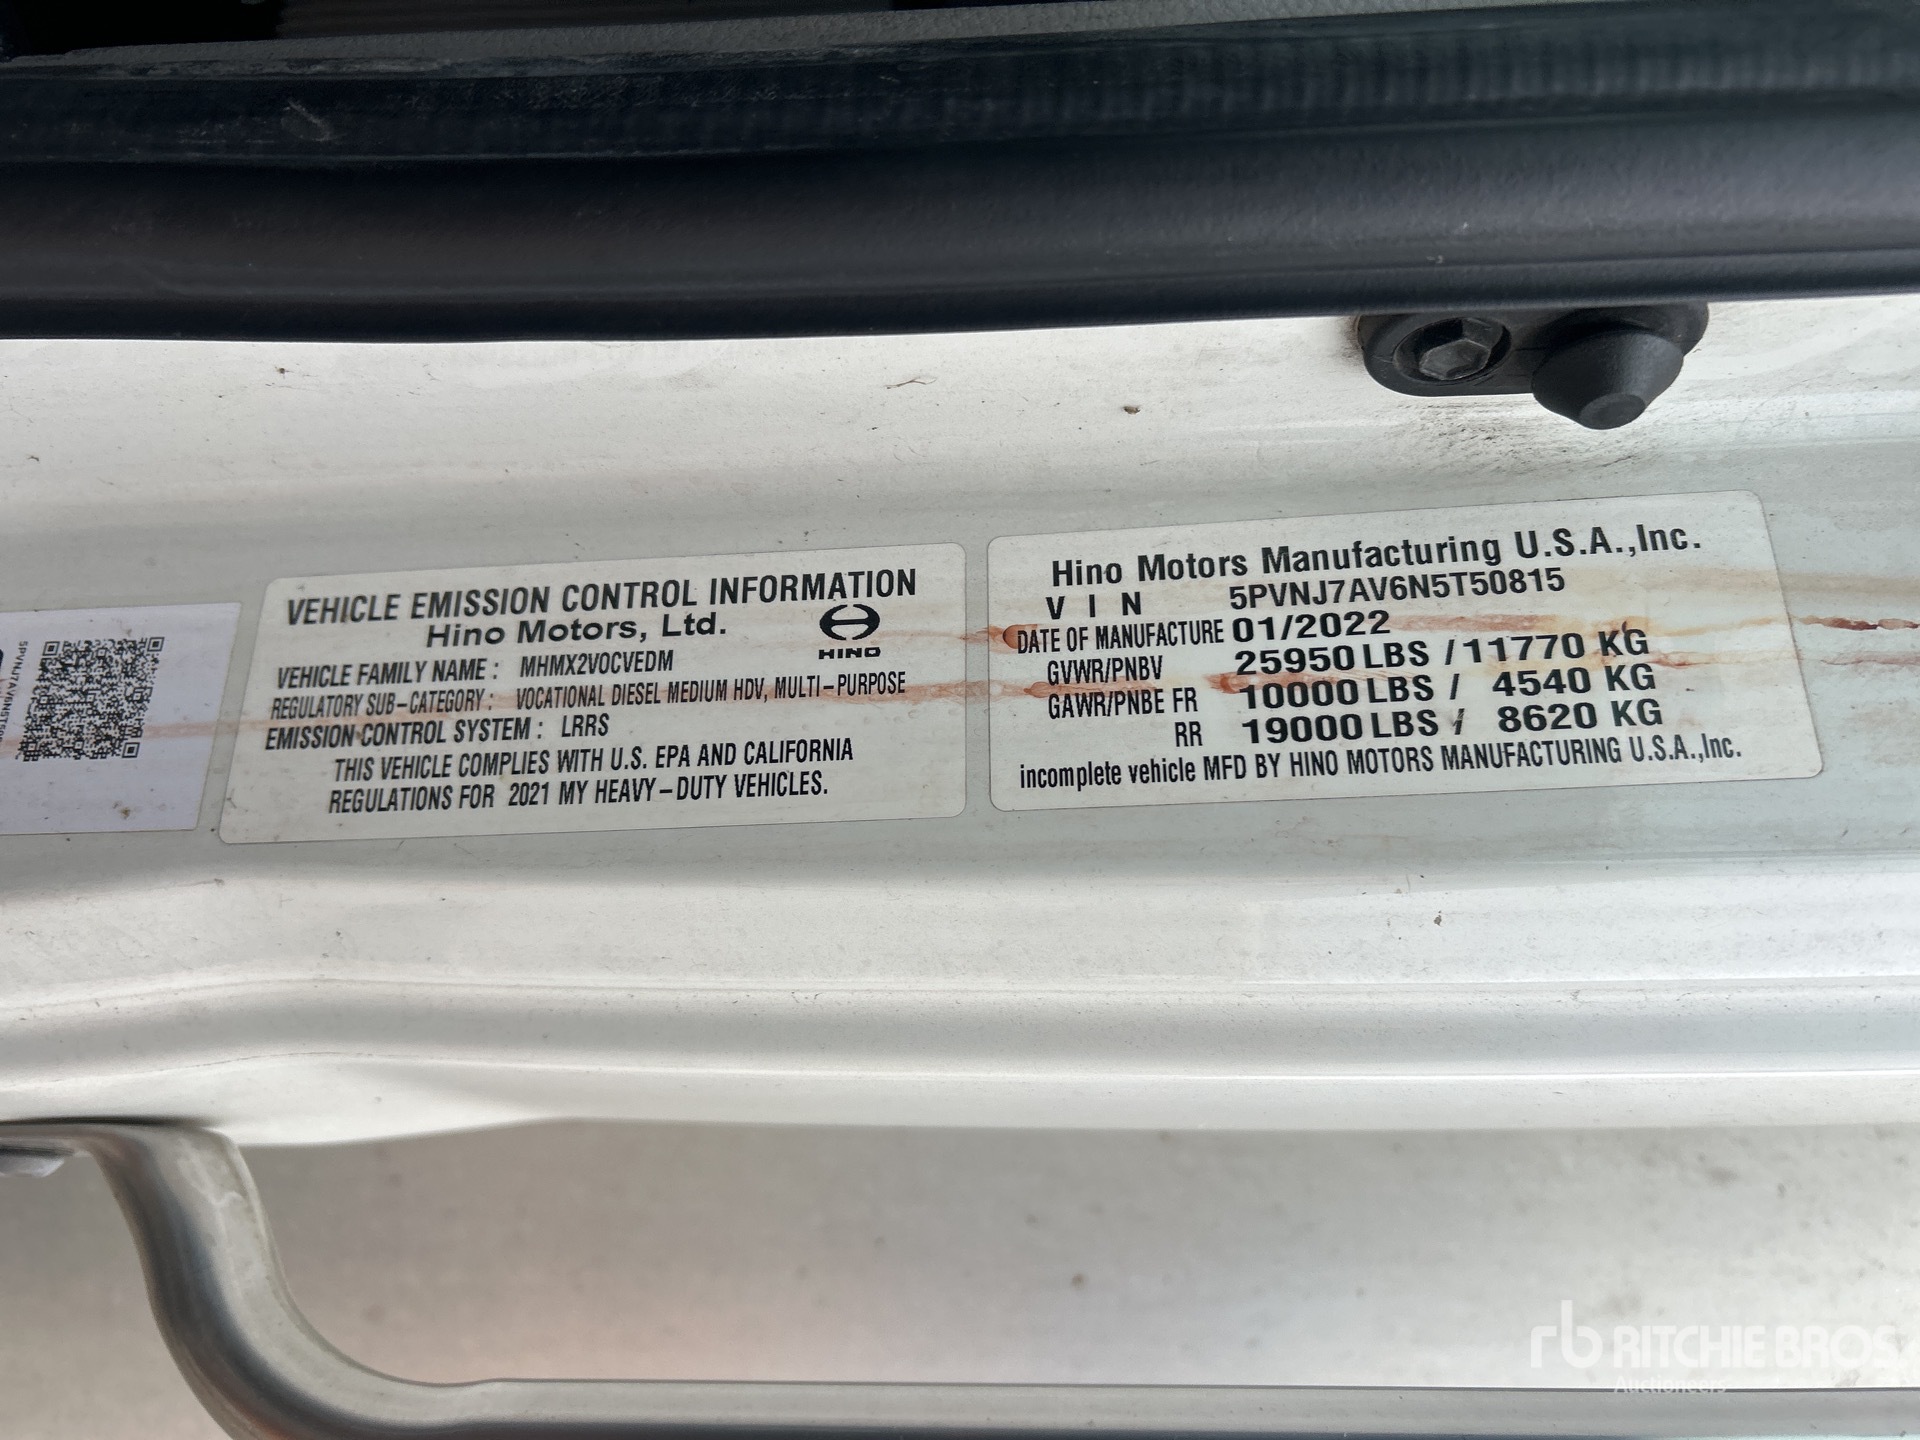 VEHICLE EMISSION CONTROL INFORMATION
Hino Motors, Ltd.
HINO
VEHICLE FAMILY NAME : MHMX2VOCVEDM
REGULATORY SUB-CATEGORY : VOCATIONAL DIESEL MEDIUM HDV, MULTI-PURPOSE
EMISSION CONTROL SYSTEM : LRRS
THIS VEHICLE COMPLIES WITH U.S. EPA AND CALIFORNIA
REGULATIONS FOR 2021 MY HEAVY-DUTY VEHICLES.
Hino Motors Manufacturing U.S.A.,Inc.
V I N 5PVNJ7AV6N5T50815
DATE OF MANUFACTURE 01/2022
GVWR/PNBV 25950 LBS / 11770 KG
GAWR/PNBE FR 10000 LBS / 4540 KG
RR 19000 LBS / 8620 KG
incomplete vehicle MFD BY HINO MOTORS MANUFACTURING U.S.A.,Inc.
rb RITCHIE BROS
Auctioneers